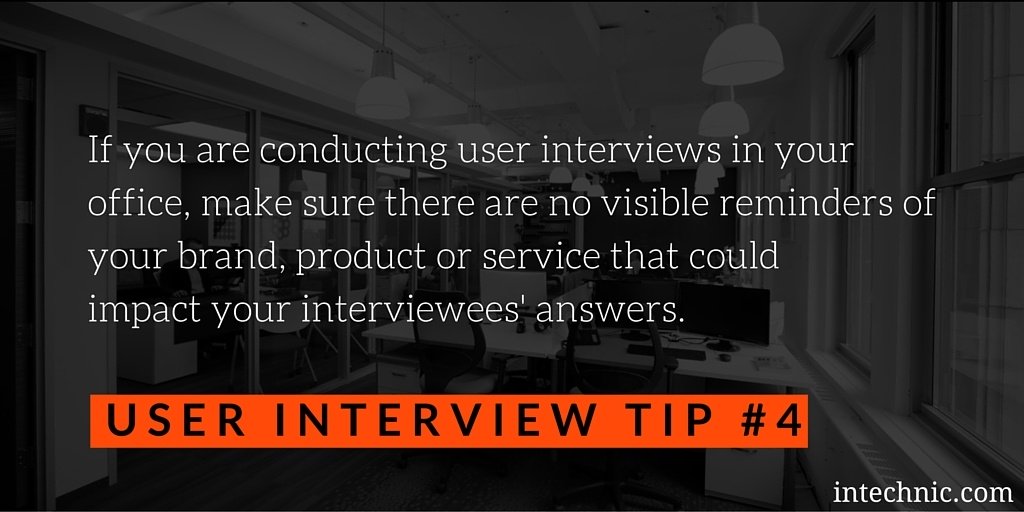 If you are conducting user interviews in your
office, make sure there are no visible reminders of
your brand, product or service that could
impact your interviewees' answers.
USER INTERVIEW TIP #4
intechnic.com